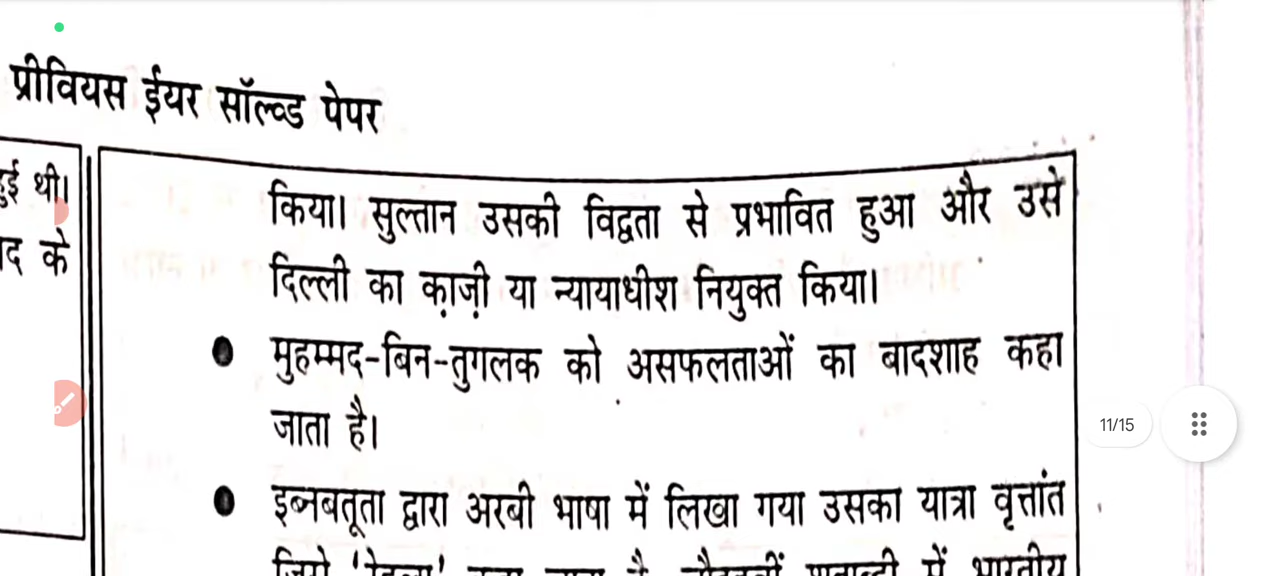 प्रीवियस ईयर सॉल्व्ड पेपर
हुई थी।
के
किया। सुल्तान उसकी विद्वता से प्रभावित हुआ और उसे
दिल्ली का क़ाज़ी या न्यायाधीश नियुक्त किया।
● मुहम्मद-बिन-तुगलक को असफलताओं का बादशाह कहा
जाता है।
● इब्नबतूता द्वारा अरबी भाषा में लिखा गया उसका यात्रा वृत्तांत
में भारतीय
11/15